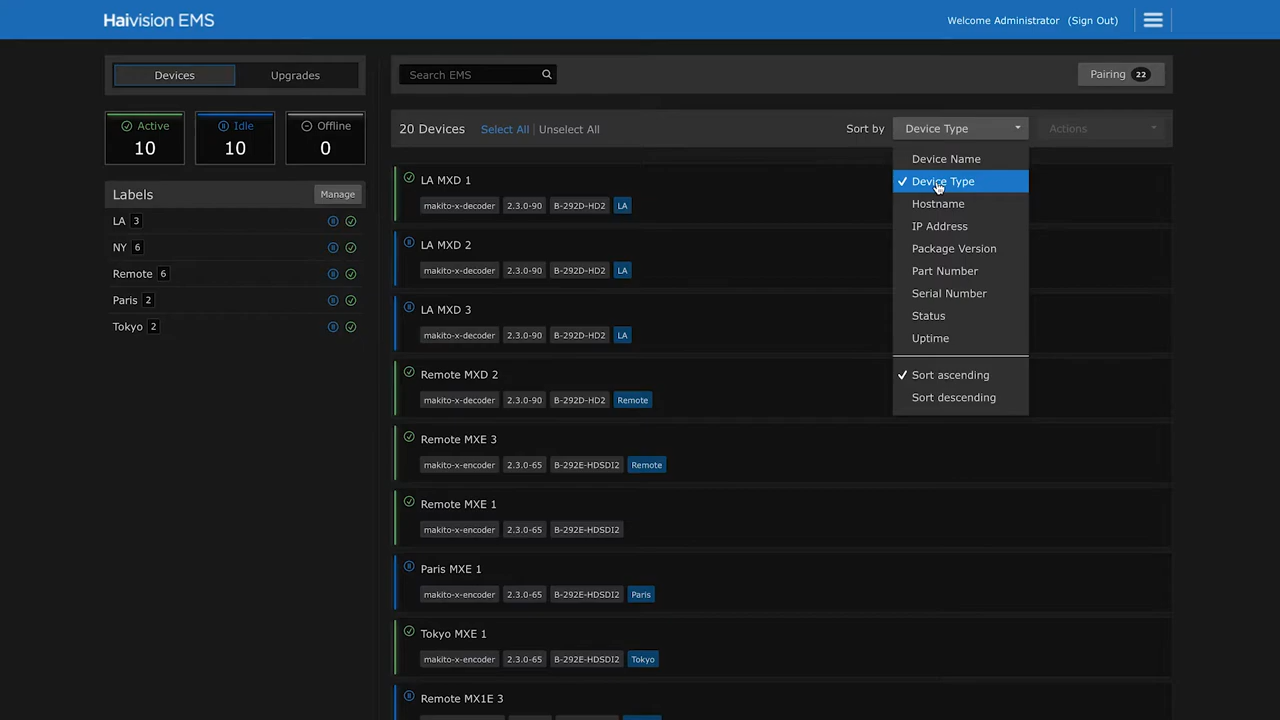 Haivision EMS
Welcome Administrator (Sign Out)
Devices
Upgrades
Search EMS
Pairing 22
Active
10
Idle
10
Offline
0
20 Devices Select All | Unselect All
Sort by Device Type
Actions
Labels
Manage
LA 3
NY 6
Remote 6
Paris 2
Tokyo 2
Device Name
Device Type
Hostname
IP Address
Package Version
Part Number
Serial Number
Status
Uptime
Sort ascending
Sort descending
LA MXD 1
makito-x-decoder 2.3.0-90 B-292D-HD2 LA
LA MXD 2
makito-x-decoder 2.3.0-90 B-292D-HD2 LA
LA MXD 3
makito-x-decoder 2.3.0-90 B-292D-HD2 LA
Remote MXD 2
makito-x-decoder 2.3.0-90 B-292D-HD2 Remote
Remote MXE 3
makito-x-encoder 2.3.0-65 B-292E-HDSDI2 Remote
Remote MXE 1
makito-x-encoder 2.3.0-65 B-292E-HDSDI2
Paris MXE 1
makito-x-encoder 2.3.0-65 B-292E-HDSDI2 Paris
Tokyo MXE 1
makito-x-encoder 2.3.0-65 B-292E-HDSDI2 Tokyo
Remote MX1E 3